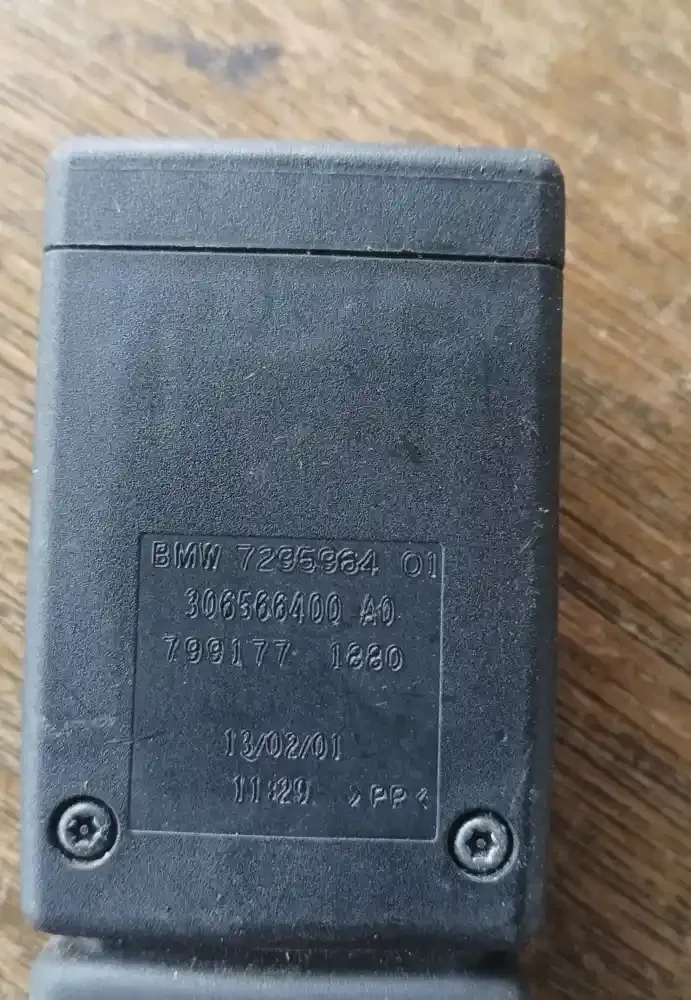 BMW 7295964 01
306566400 A0
799177 1880
13/02/01
11:29 >PP<